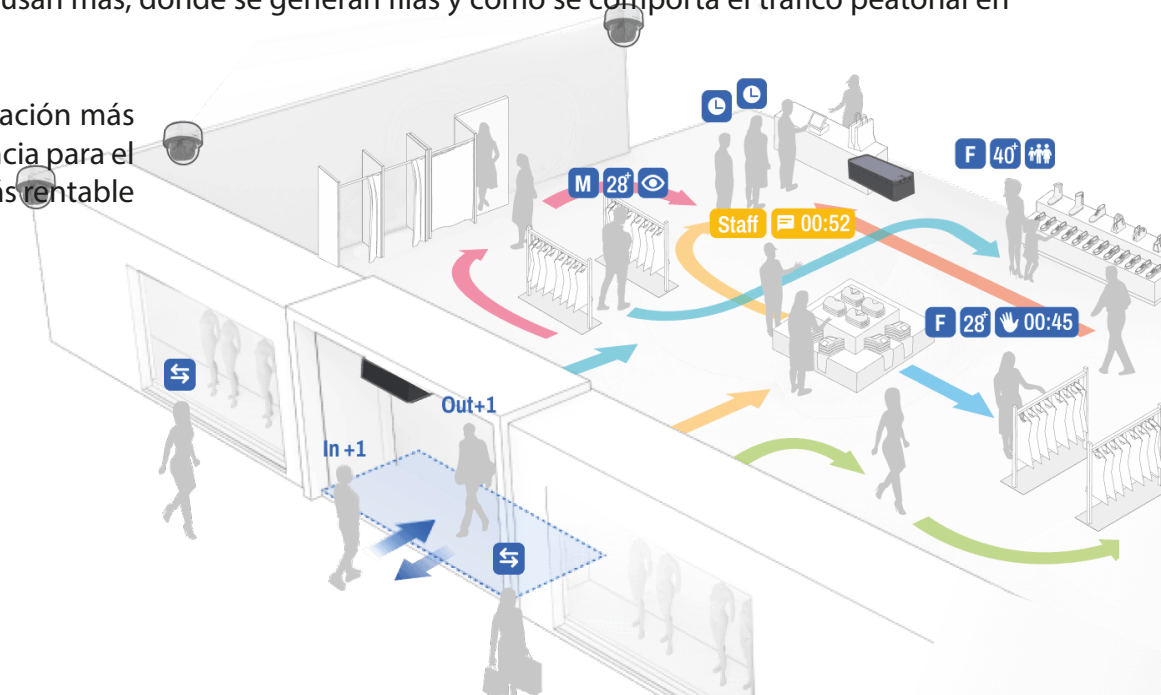 usan más, dónde se generan filas y cómo se comporta el tráfico peatonal en
ación más
cia para el
ás rentable
F 40+
M 28+
Staff 00:52
F 28+ 00:45
Out+1
In +1